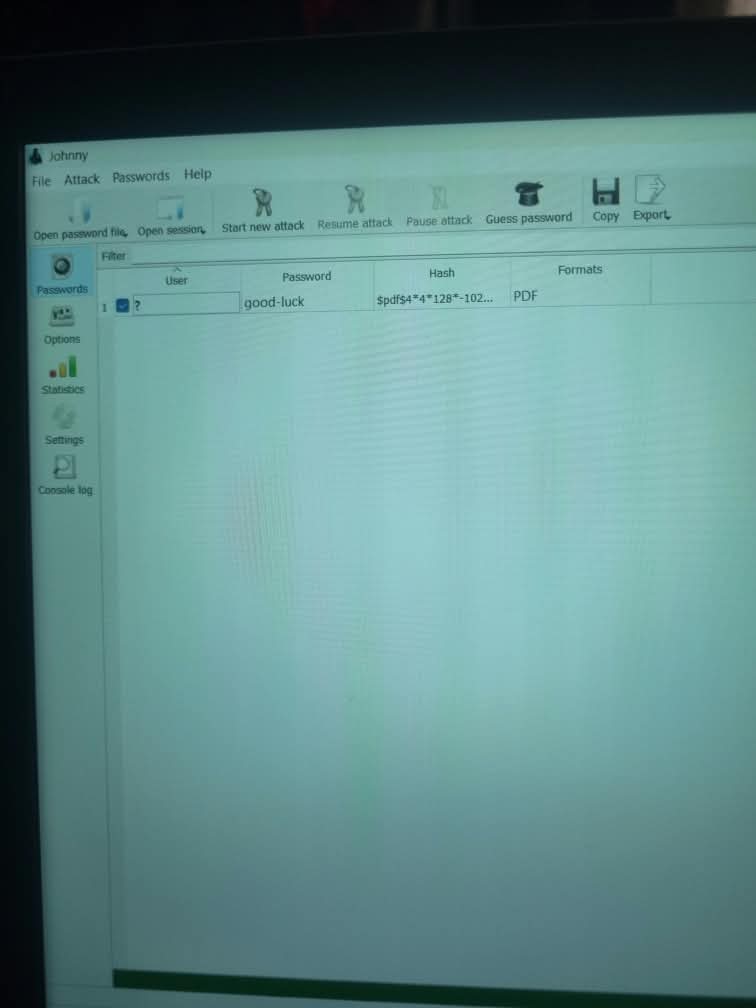 Johnny
File Attack Passwords Help
Open password file Open session Start new attack Resume attack Pause attack Guess password Copy Export
Filter
Passwords
User Password Hash Formats
1 ? good-luck $pdf$4*4*128*-102... PDF
Options
Statistics
Settings
Console log